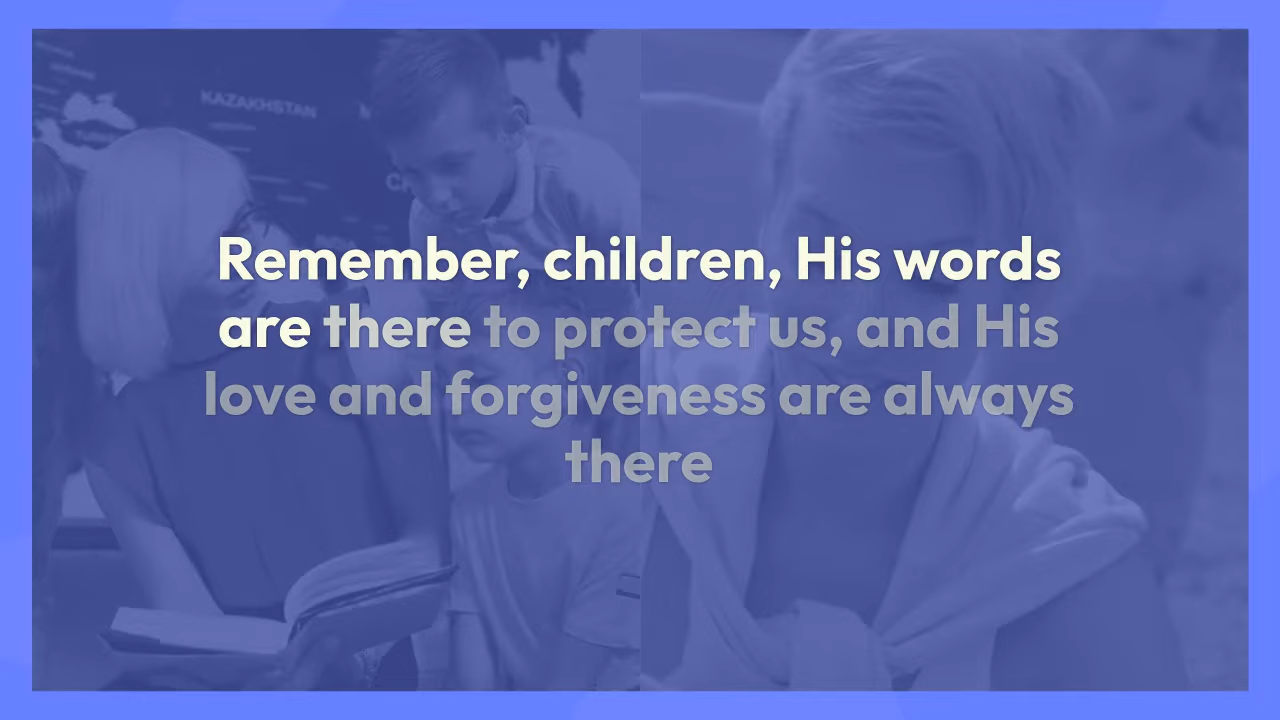 KAZAKHSTAN
Remember, children, His words
are there to protect us, and His
love and forgiveness are always
there